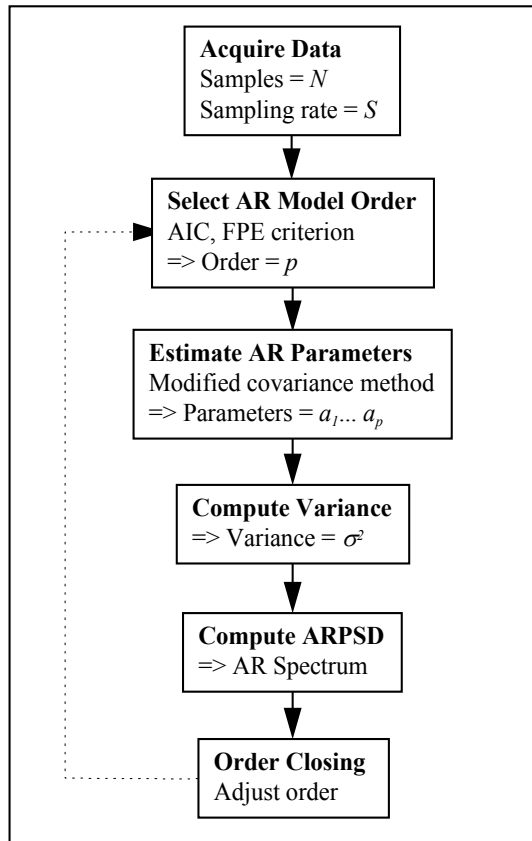 Acquire Data
Samples = N
Sampling rate = S
Select AR Model Order
AIC, FPE criterion
=> Order = p
Estimate AR Parameters
Modified covariance method
=> Parameters = a₁... aₚ
Compute Variance
=> Variance = σ²
Compute ARPSD
=> AR Spectrum
Order Closing
Adjust order